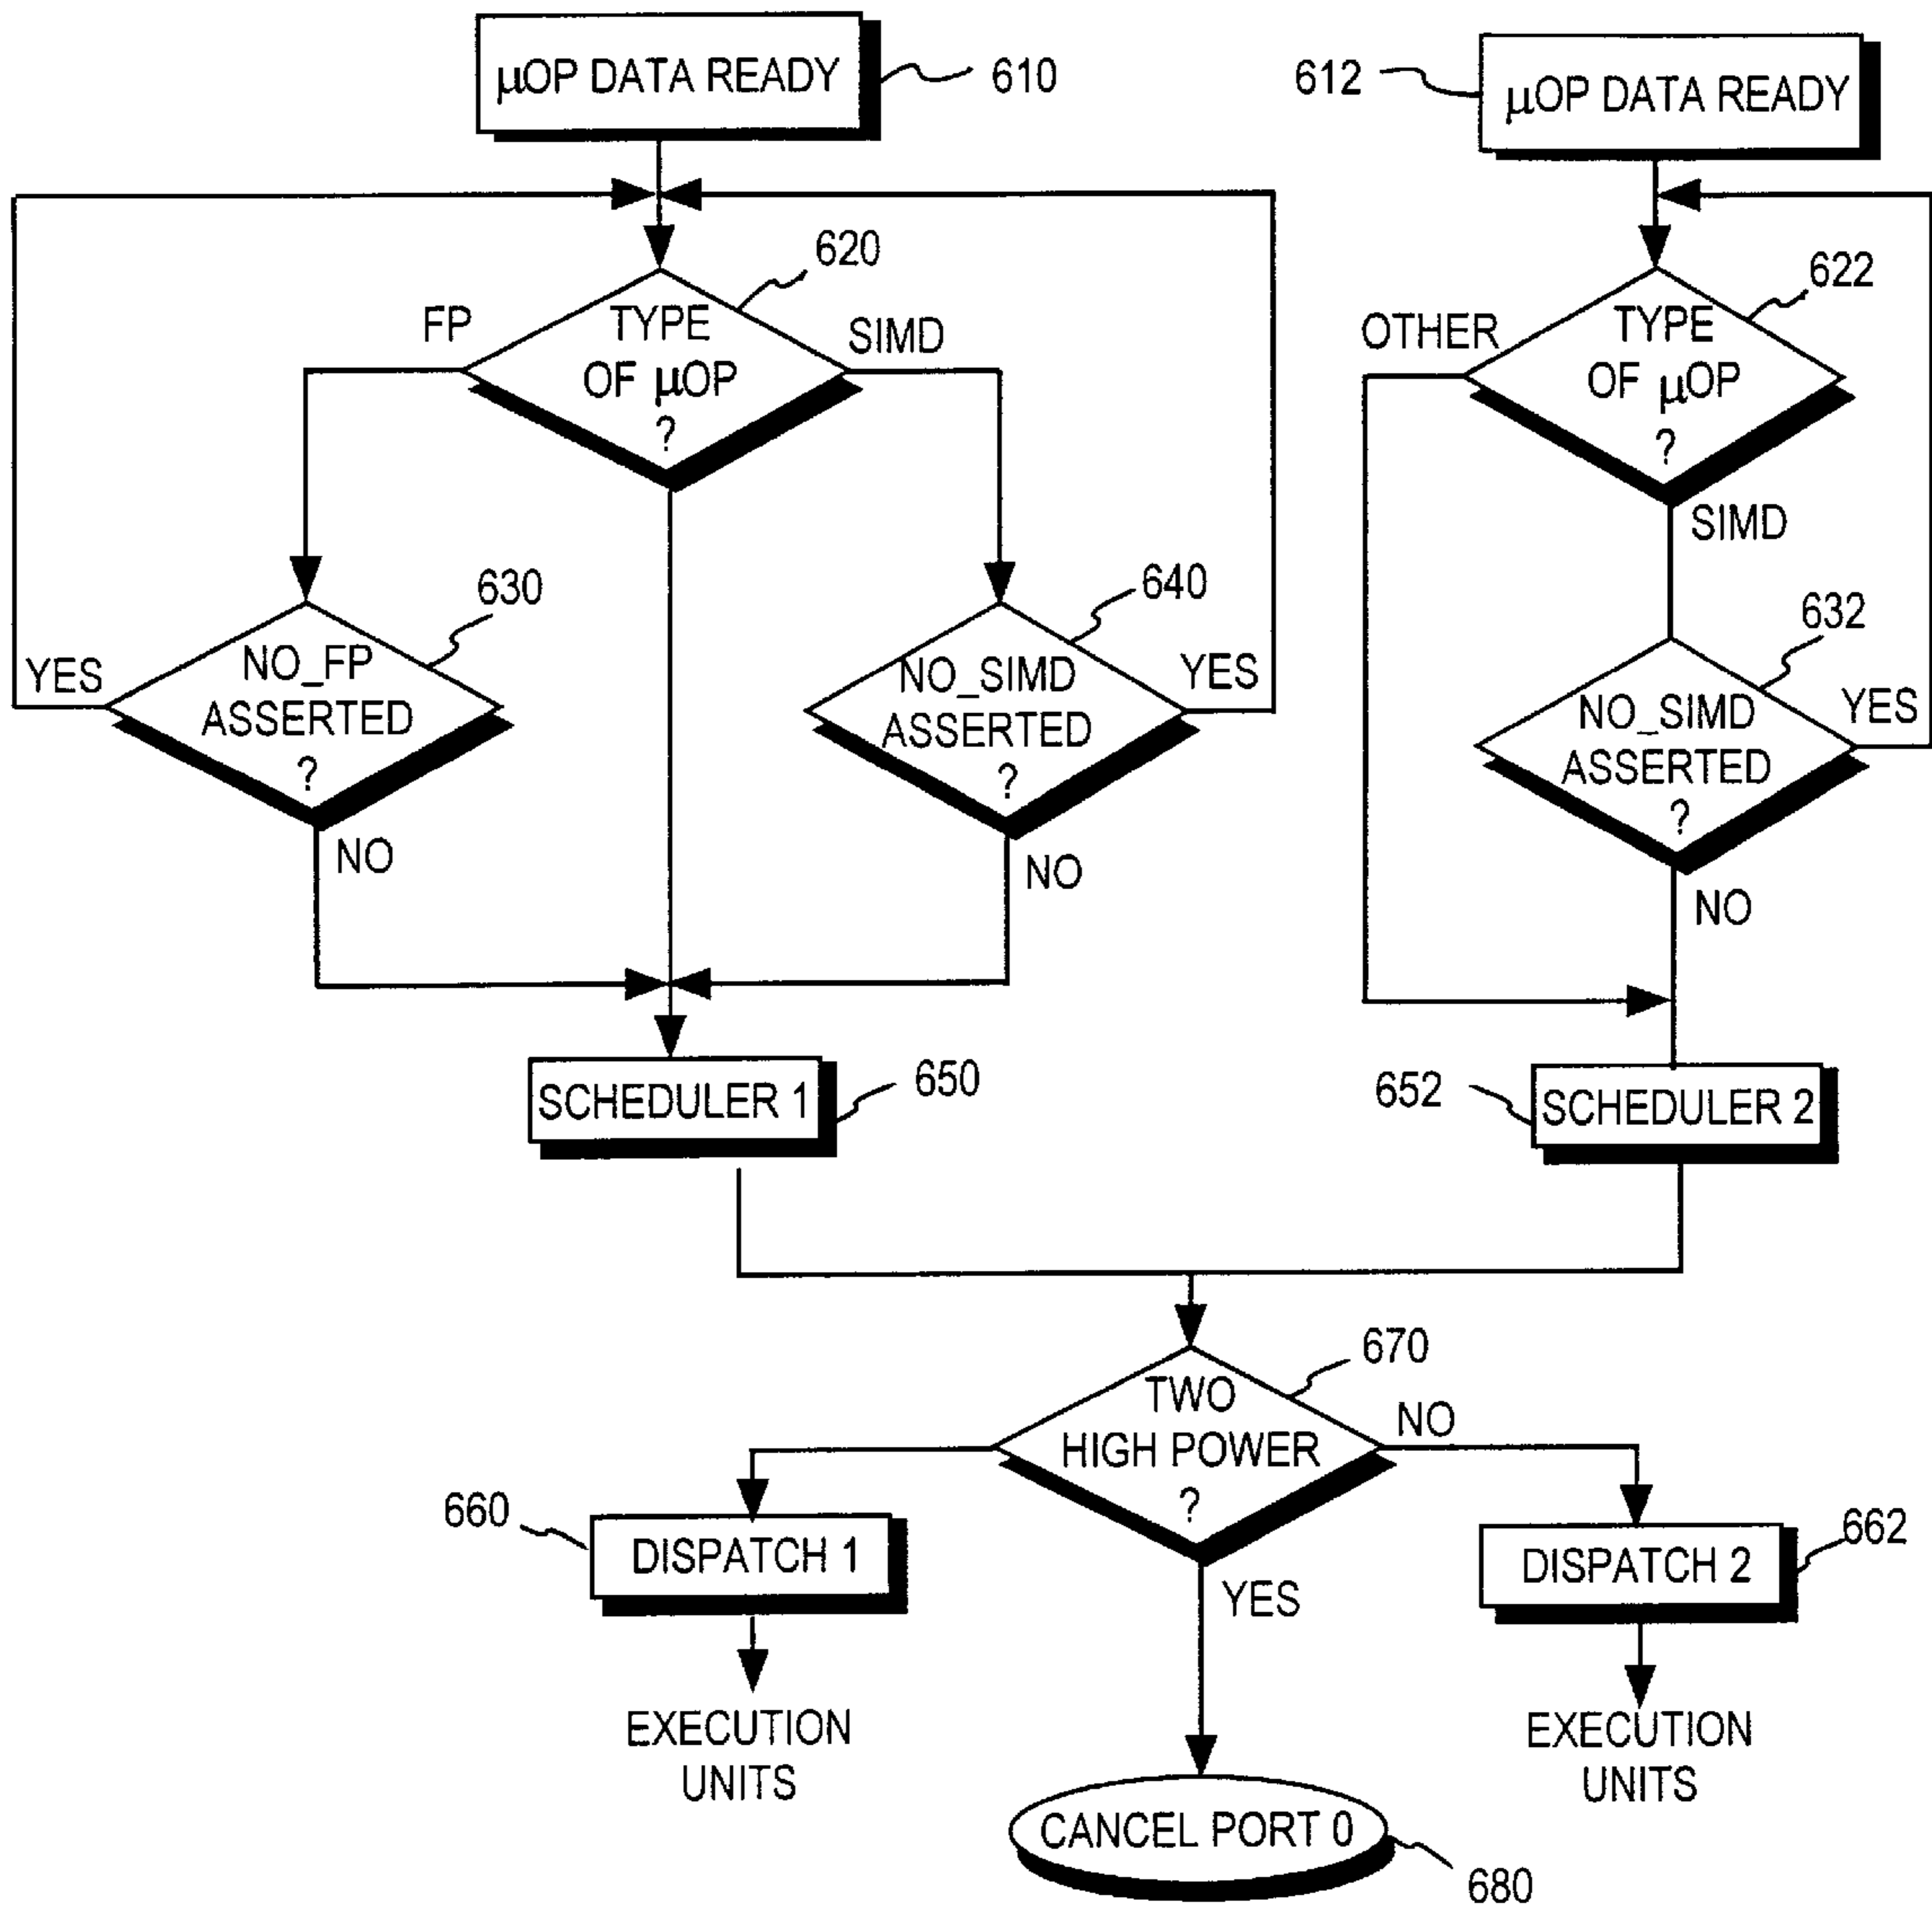 µOP DATA READY
610
612
µOP DATA READY
620
FP
TYPE
OF µOP
?
SIMD
622
OTHER
TYPE
OF µOP
?
SIMD
630
YES
NO_FP
ASSERTED
?
NO
640
NO_SIMD
ASSERTED
?
YES
NO
632
NO_SIMD
ASSERTED
?
YES
NO
SCHEDULER 1
650
652
SCHEDULER 2
670
TWO
HIGH POWER
?
NO
YES
660
DISPATCH 1
DISPATCH 2
662
EXECUTION
UNITS
EXECUTION
UNITS
CANCEL PORT 0
680